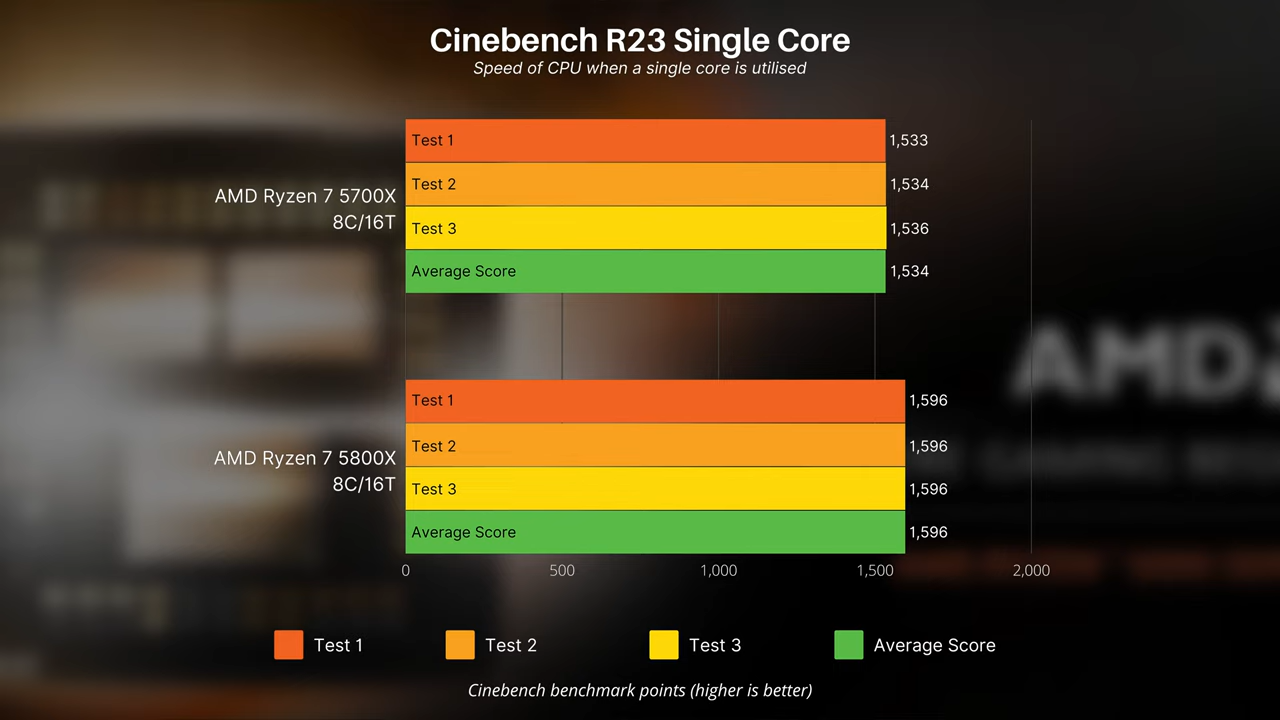 Cinebench R23 Single Core
Speed of CPU when a single core is utilised
AMD Ryzen 7 5700X
8C/16T
Test 1 1,533
Test 2 1,534
Test 3 1,536
Average Score 1,534
AMD Ryzen 7 5800X
8C/16T
Test 1 1,596
Test 2 1,596
Test 3 1,596
Average Score 1,596
0 500 1,000 1,500 2,000
Test 1 Test 2 Test 3 Average Score
Cinebench benchmark points (higher is better)
AMD